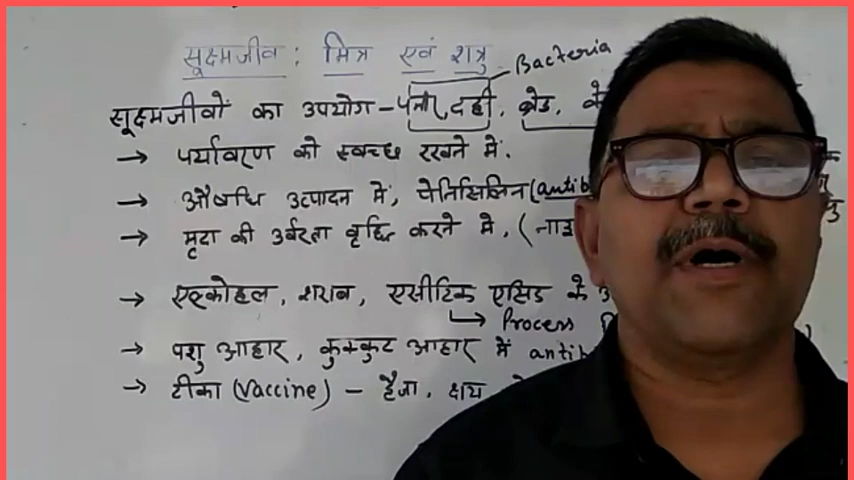 सूक्ष्मजीव : मित्र एवं शत्रु
Bacteria
सूक्ष्मजीवों का उपयोग - पनीर, दही, ब्रेड, के
→ पर्यावरण को स्वच्छ रखने में.
→ औषधि उत्पादन में, पेनिसिलिन (antib
→ मृदा की उर्वरता वृद्धि करने मे. (नाइ
→ एल्कोहल, शराब, एसीटिक एसिड के
↳ Process
→ पशु आहार, कुक्कुट आहार में antib
→ टीका (Vaccine) - हैजा, क्षय